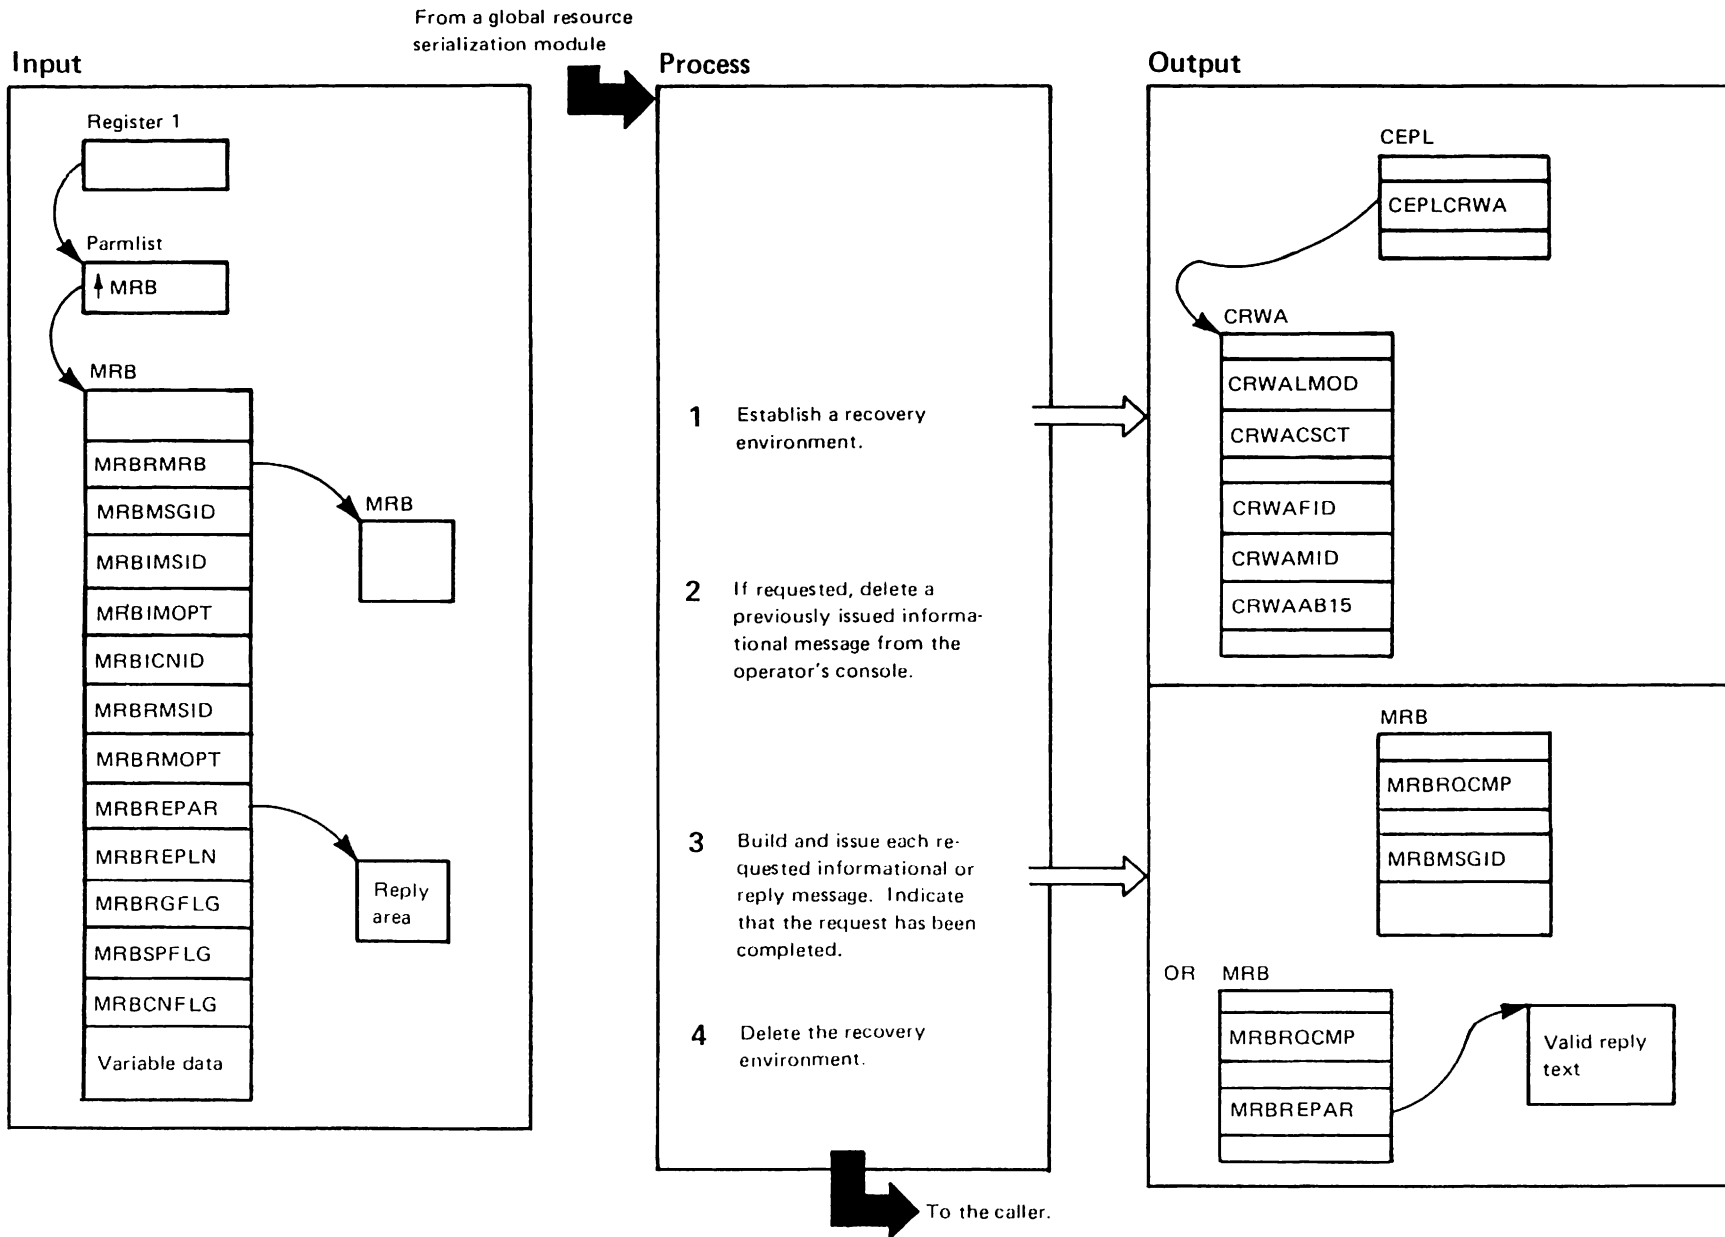 From a global resource
serialization module
Input
Register 1
Parmlist
MRB
MRB
MRBRMRB
MRBMSGID
MRBIMSID
MRBIMOPT
MRBICNID
MRBRMSID
MRBRMOPT
MRBREPAR
MRBREPLN
MRBRGFLG
MRBSPFLG
MRBCNFLG
Variable data
MRB
Reply
area
Process
1 Establish a recovery
environment.
2 If requested, delete a
previously issued informa-
tional message from the
operator's console.
3 Build and issue each re-
quested informational or
reply message. Indicate
that the request has been
completed.
4 Delete the recovery
environment.
To the caller.
Output
CEPL
CEPLCRWA
CRWA
CRWALMOD
CRWACSCT
CRWAFID
CRWAMID
CRWAAB15
MRB
MRBRQCMP
MRBMSGID
OR MRB
MRBRQCMP
MRBREPAR
Valid reply
text